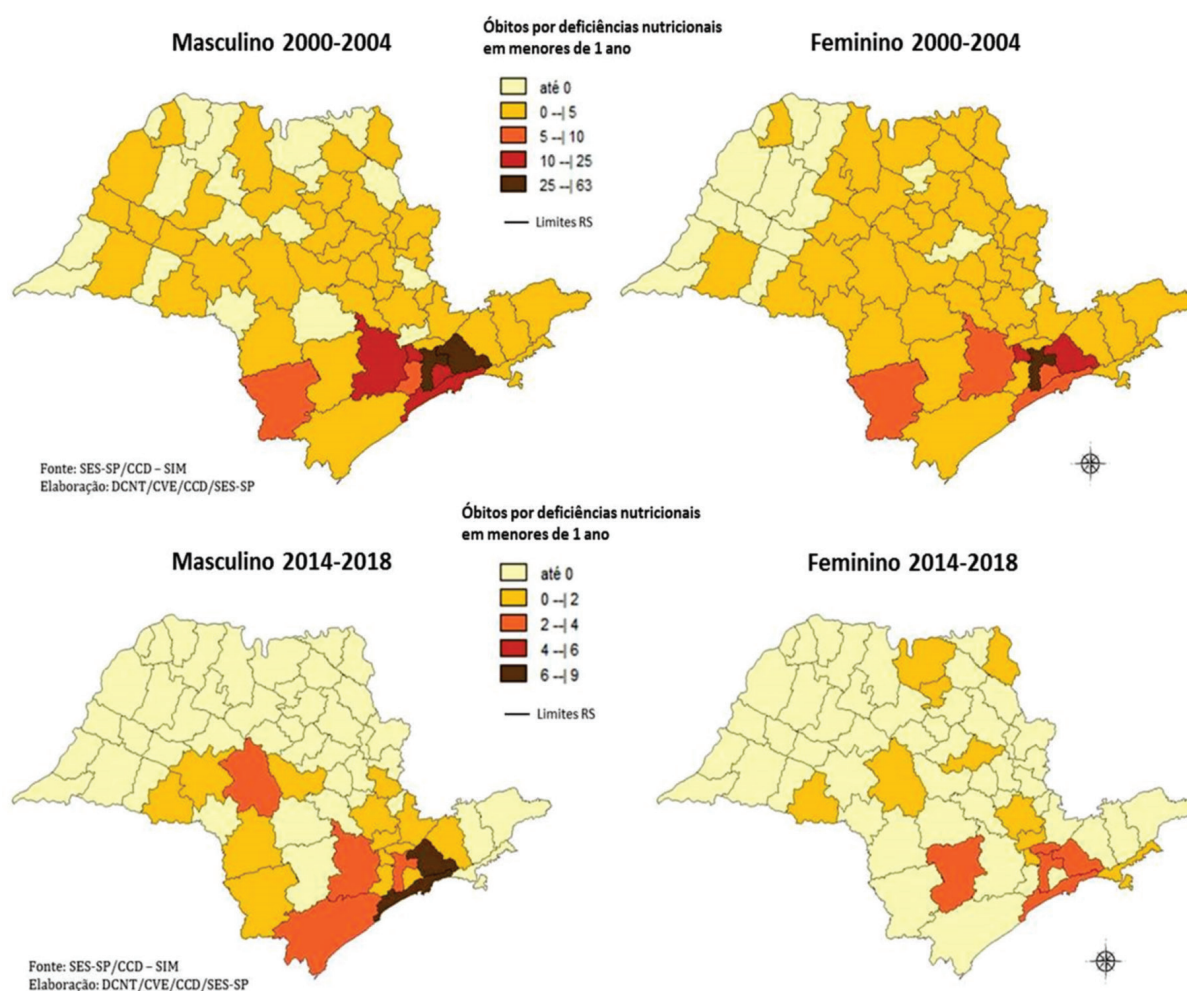 Masculino 2000-2004
Óbitos por deficiências nutricionais
em menores de 1 ano
até 0
0 --| 5
5 --| 10
10 --| 25
25 --| 63
Limites RS
Feminino 2000-2004
Fonte: SES-SP/CCD – SIM
Elaboração: DCNT/CVE/CCD/SES-SP
Masculino 2014-2018
Óbitos por deficiências nutricionais
em menores de 1 ano
até 0
0 --| 2
2 --| 4
4 --| 6
6 --| 9
Limites RS
Feminino 2014-2018
Fonte: SES-SP/CCD – SIM
Elaboração: DCNT/CVE/CCD/SES-SP